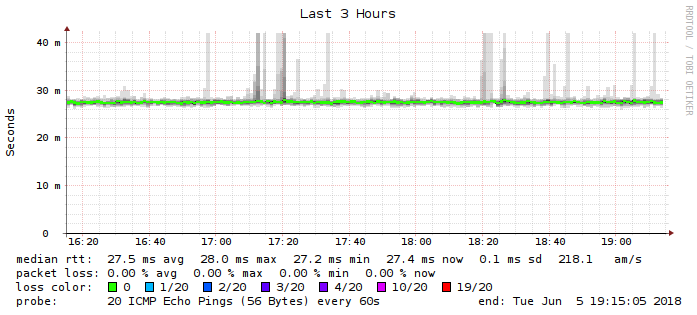 Last 3 Hours
RRDTOOL / TOBI OETIKER
Seconds
40 m
30 m
20 m
10 m
0
16:20 16:40 17:00 17:20 17:40 18:00 18:20 18:40 19:00
median rtt: 27.5 ms avg 28.0 ms max 27.2 ms min 27.4 ms now 0.1 ms sd 218.1 am/s
packet loss: 0.00 % avg 0.00 % max 0.00 % min 0.00 % now
loss color: 0 1/20 2/20 3/20 4/20 10/20 19/20
probe: 20 ICMP Echo Pings (56 Bytes) every 60s end: Tue Jun 5 19:15:05 2018